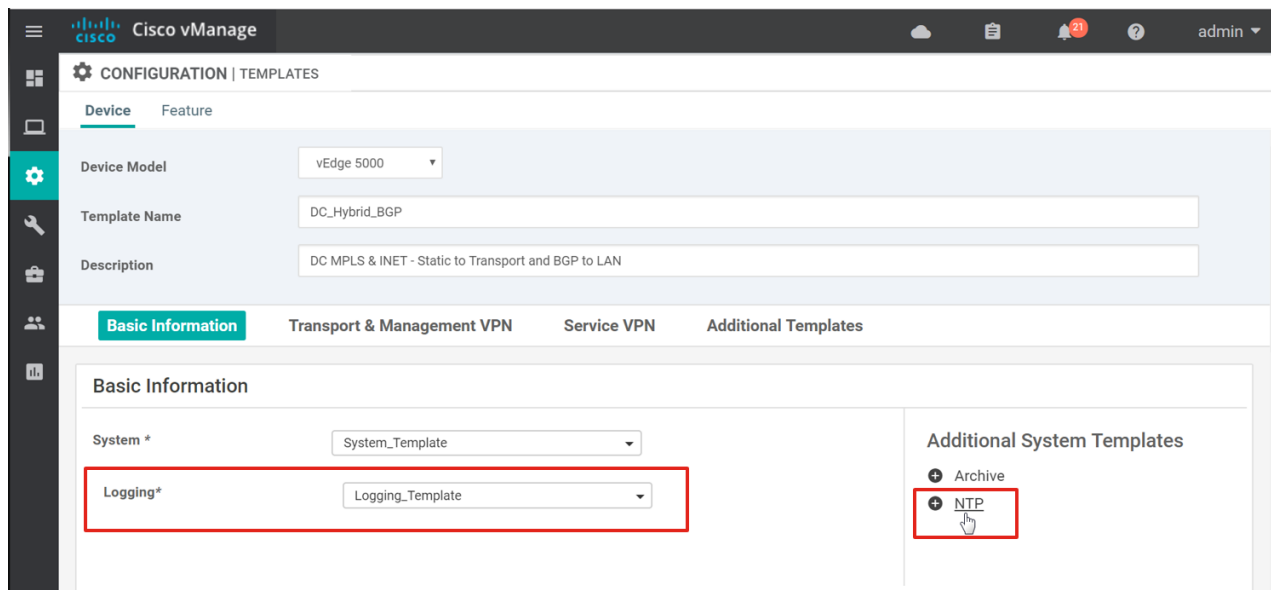 CISCO Cisco vManage 21 admin
CONFIGURATION | TEMPLATES
Device Feature
Device Model vEdge 5000
Template Name DC_Hybrid_BGP
Description DC MPLS & INET - Static to Transport and BGP to LAN
Basic Information Transport & Management VPN Service VPN Additional Templates
Basic Information
System * System_Template
Additional System Templates
Archive
Logging* Logging_Template
NTP